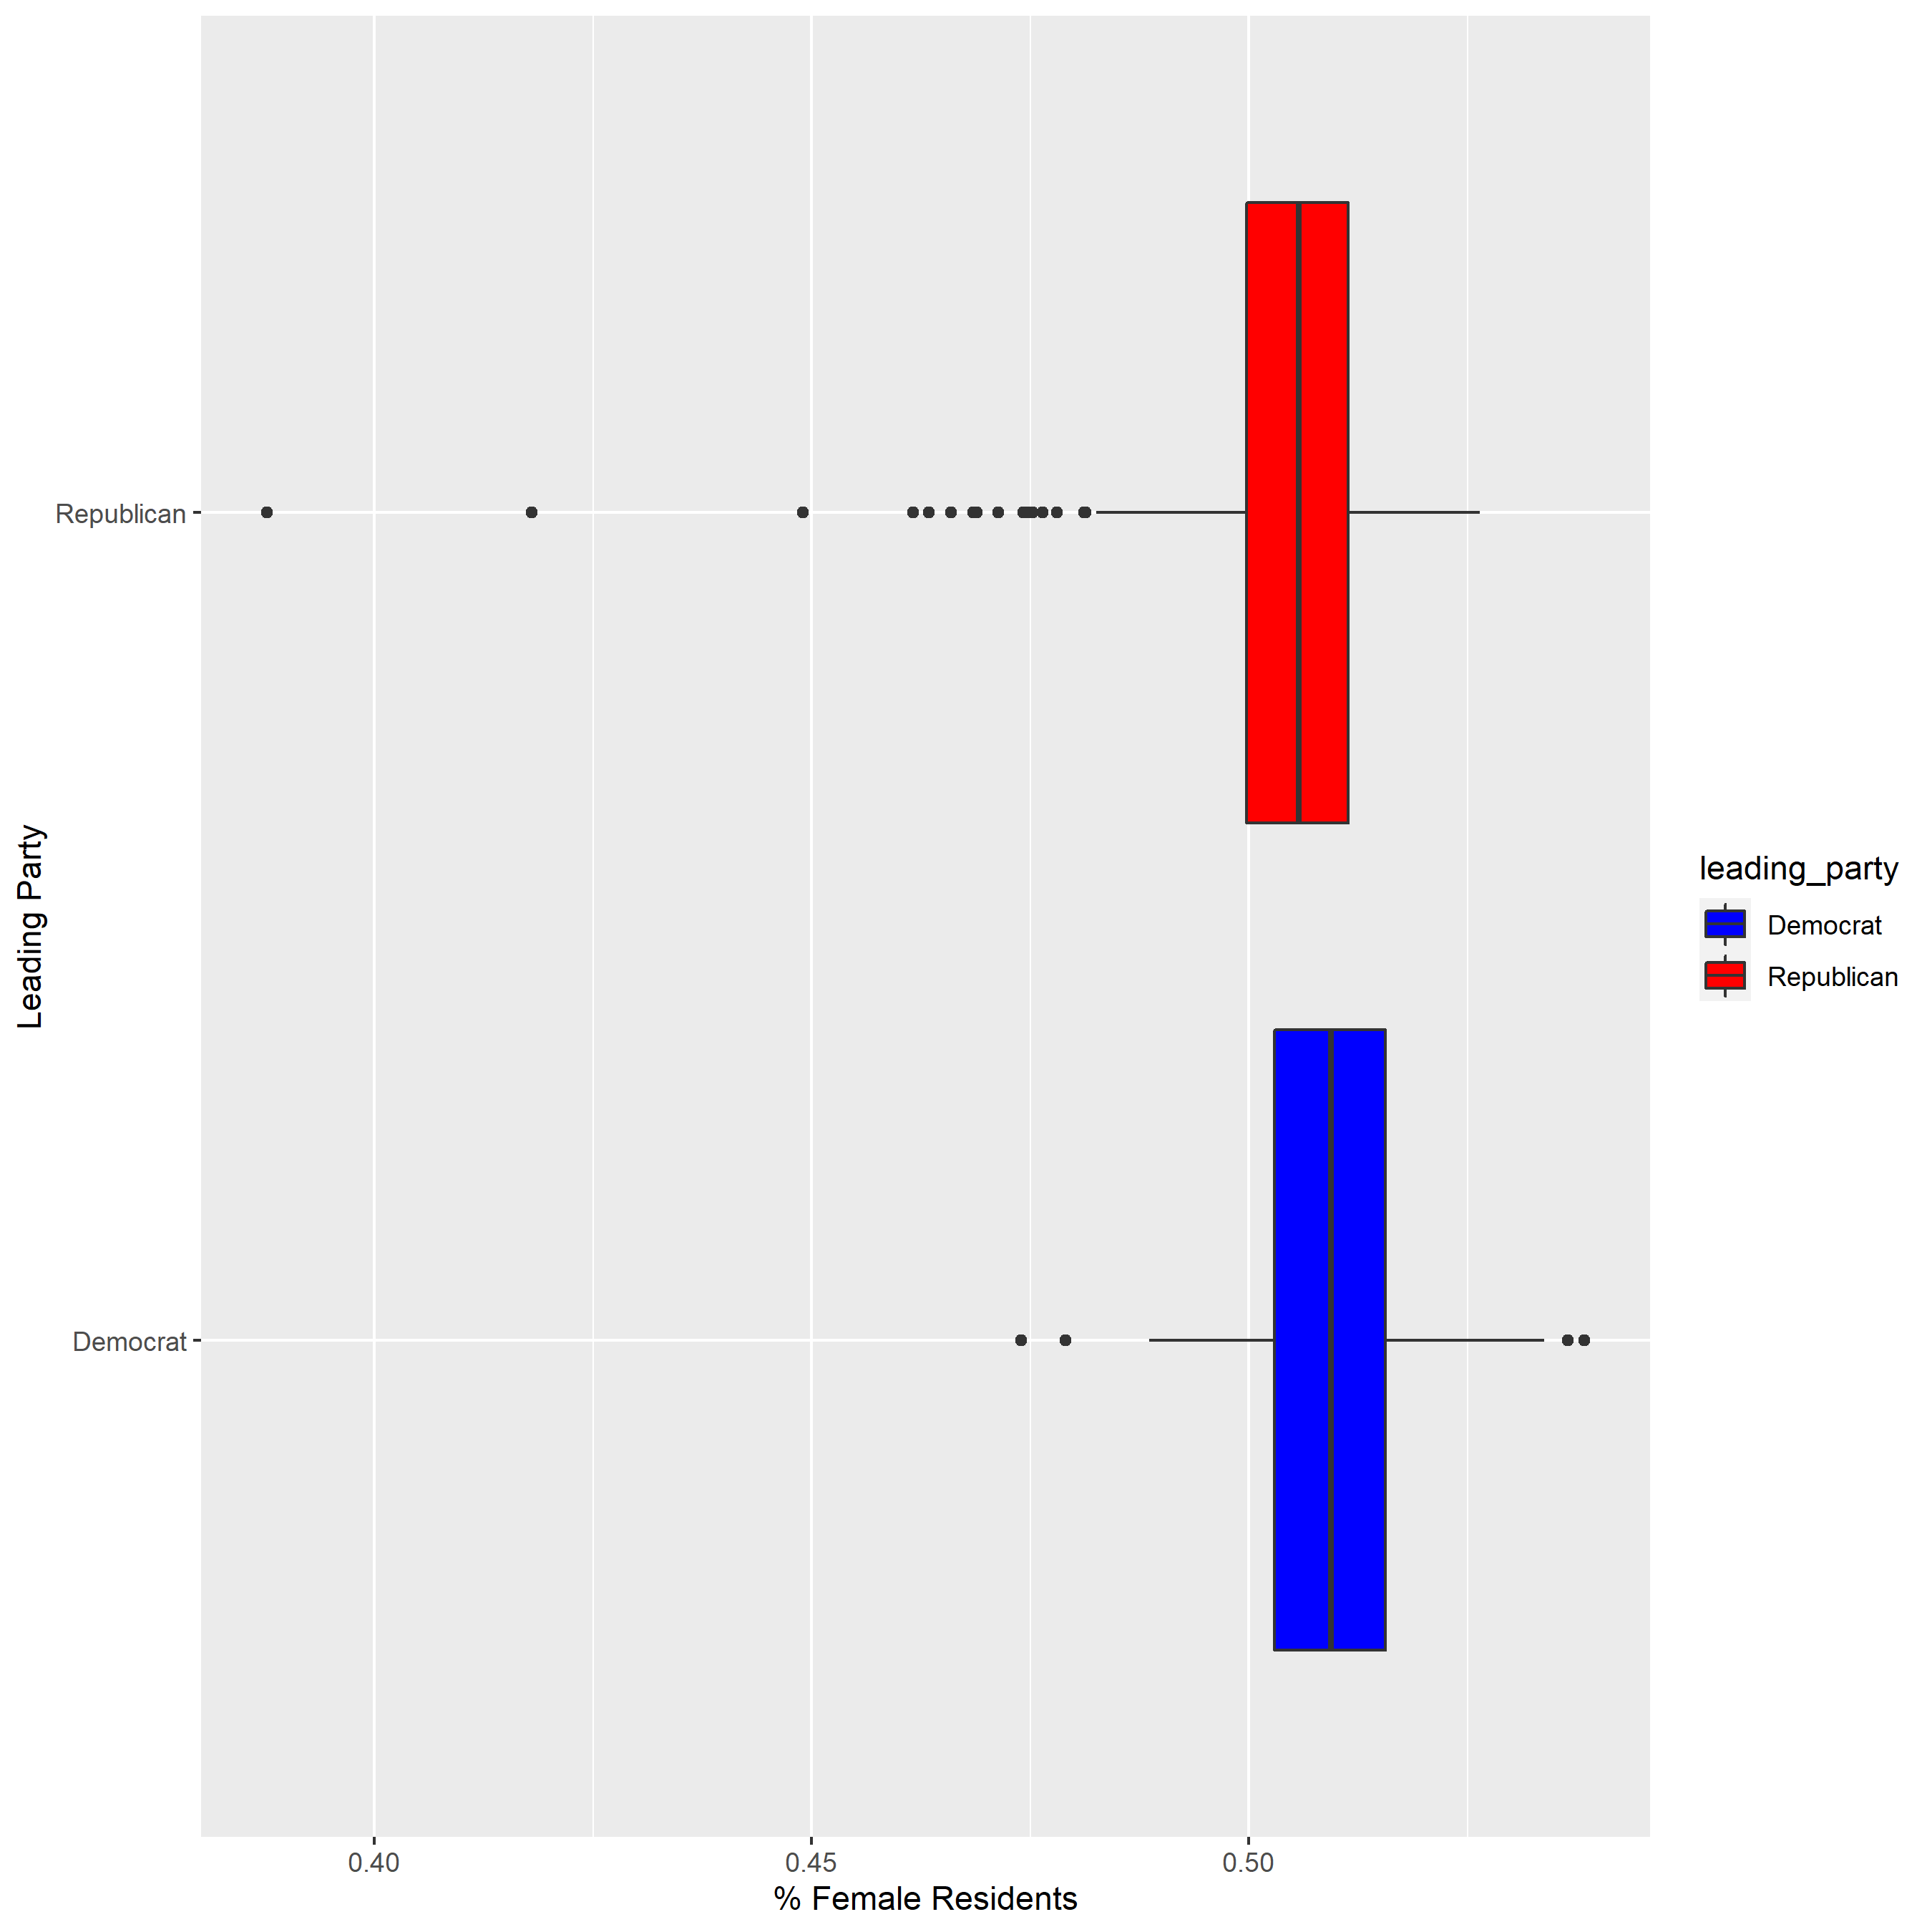 Republican
Democrat
Leading Party
0.40
0.45
0.50
% Female Residents
leading_party
Democrat
Republican